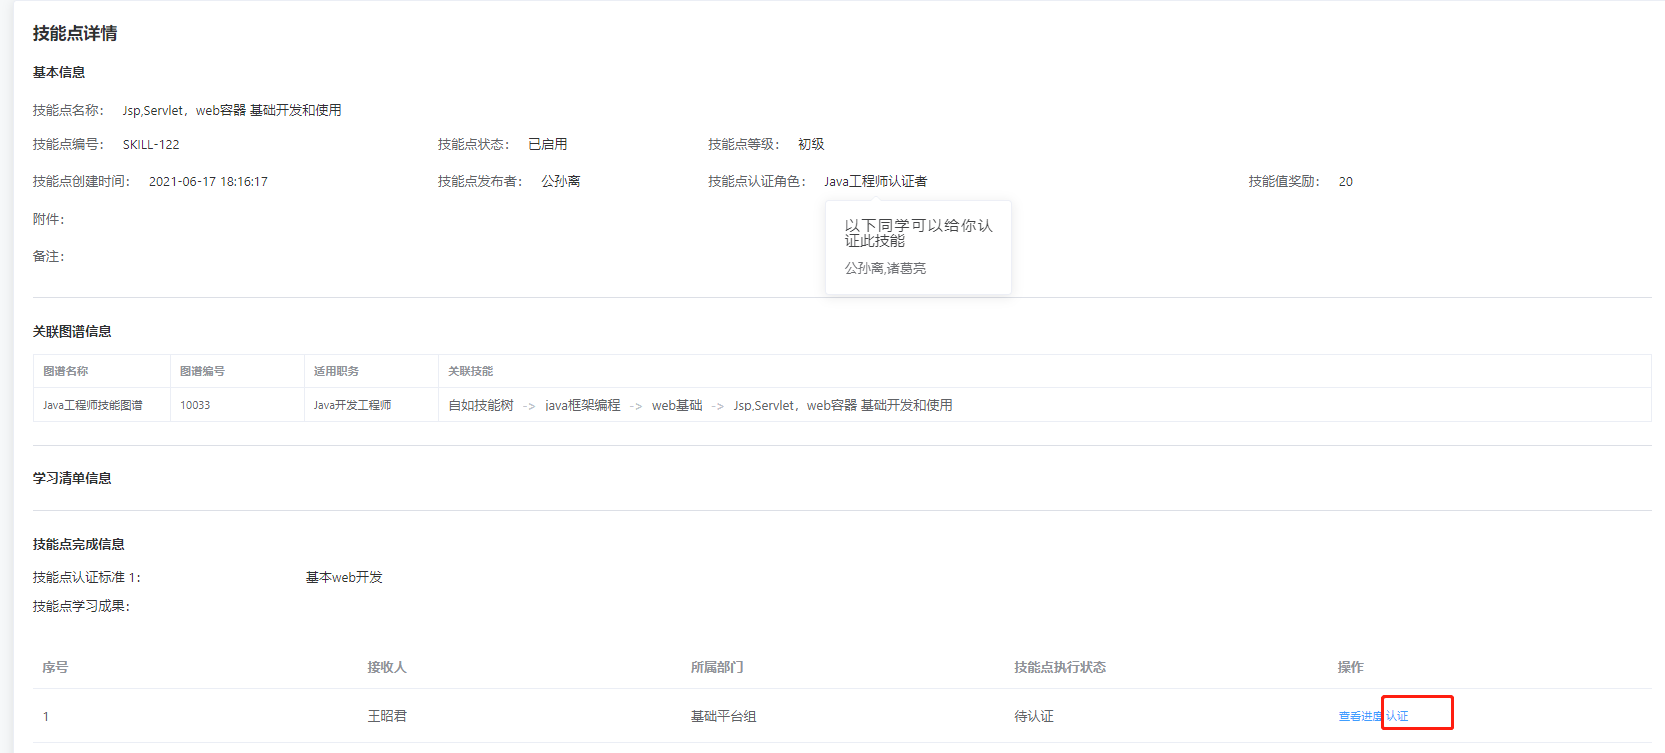 技能点详情
基本信息
技能点名称： Jsp,Servlet，web容器 基础开发和使用
技能点编号： SKILL-122 技能点状态： 已启用 技能点等级： 初级
技能点创建时间： 2021-06-17 18:16:17 技能点发布者： 公孙离 技能点认证角色： Java工程师认证者 技能值奖励： 20
附件：
以下同学可以给你认
证此技能
备注：
公孙离,诸葛亮
关联图谱信息
图谱名称 图谱编号 适用职务 关联技能
Java工程师技能图谱 10033 Java开发工程师 自如技能树 -> java框架编程 -> web基础 -> Jsp,Servlet，web容器 基础开发和使用
学习清单信息
技能点完成信息
技能点认证标准 1： 基本web开发
技能点学习成果：
序号 接收人 所属部门 技能点执行状态 操作
1 王昭君 基础平台组 待认证 查看进度 认证